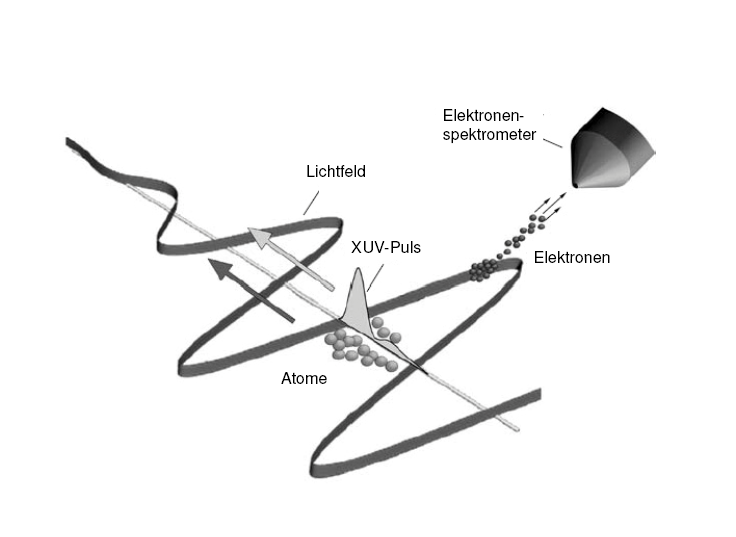 Elektronen-
spektrometer
Lichtfeld
XUV-Puls
Elektronen
Atome